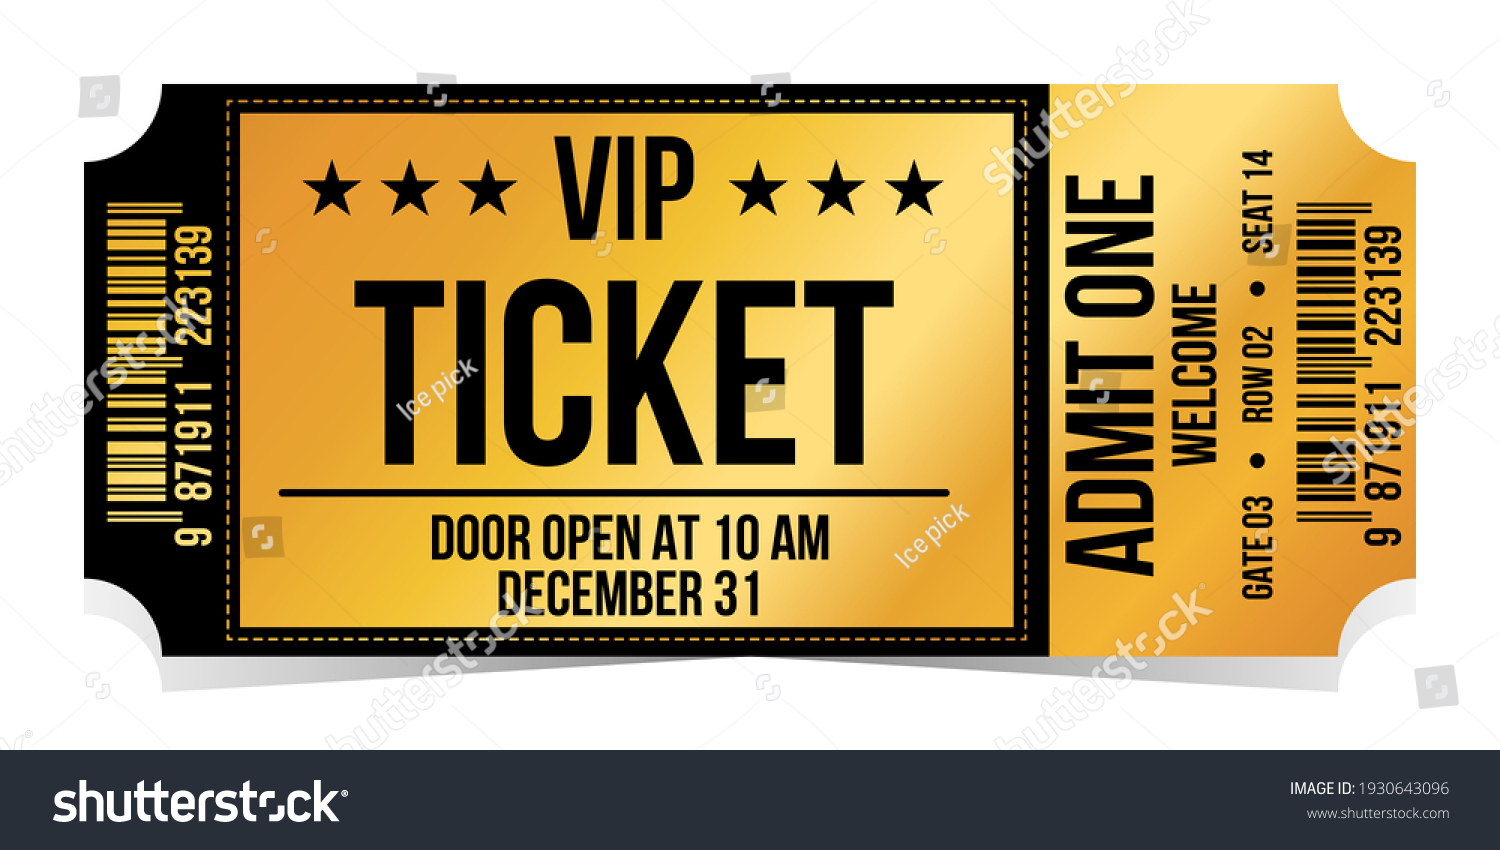 VIP
TICKET
DOOR OPEN AT 10 AM
DECEMBER 31
9 871911 223139
ADMIT ONE
WELCOME
GATE 03 • ROW 02 • SEAT 14
9 871911 223139
shutterstock
shutterstock
shutterstock
shutterstock
shutterstock
shutterstock
Ice pick
Ice pick
shutterstock®
IMAGE ID: 1930643096
www.shutterstock.com